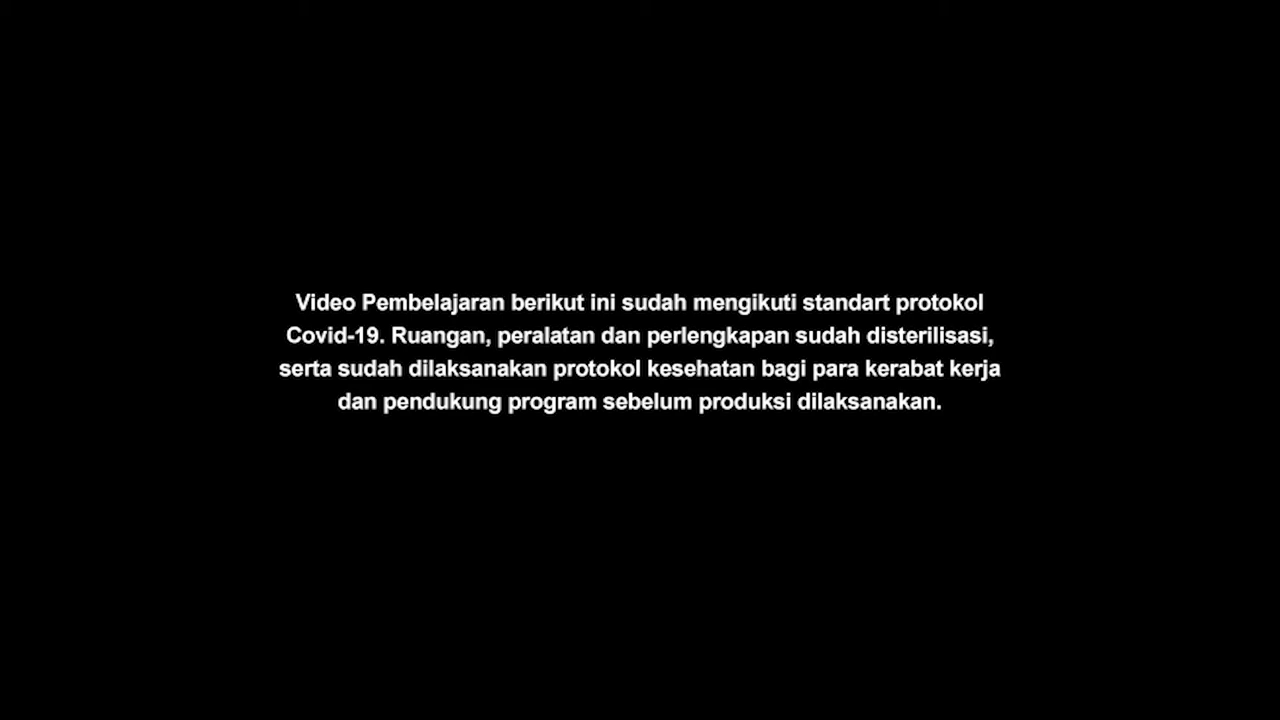 Video Pembelajaran berikut ini sudah mengikuti standart protokol
Covid-19. Ruangan, peralatan dan perlengkapan sudah disterilisasi,
serta sudah dilaksanakan protokol kesehatan bagi para kerabat kerja
dan pendukung program sebelum produksi dilaksanakan.